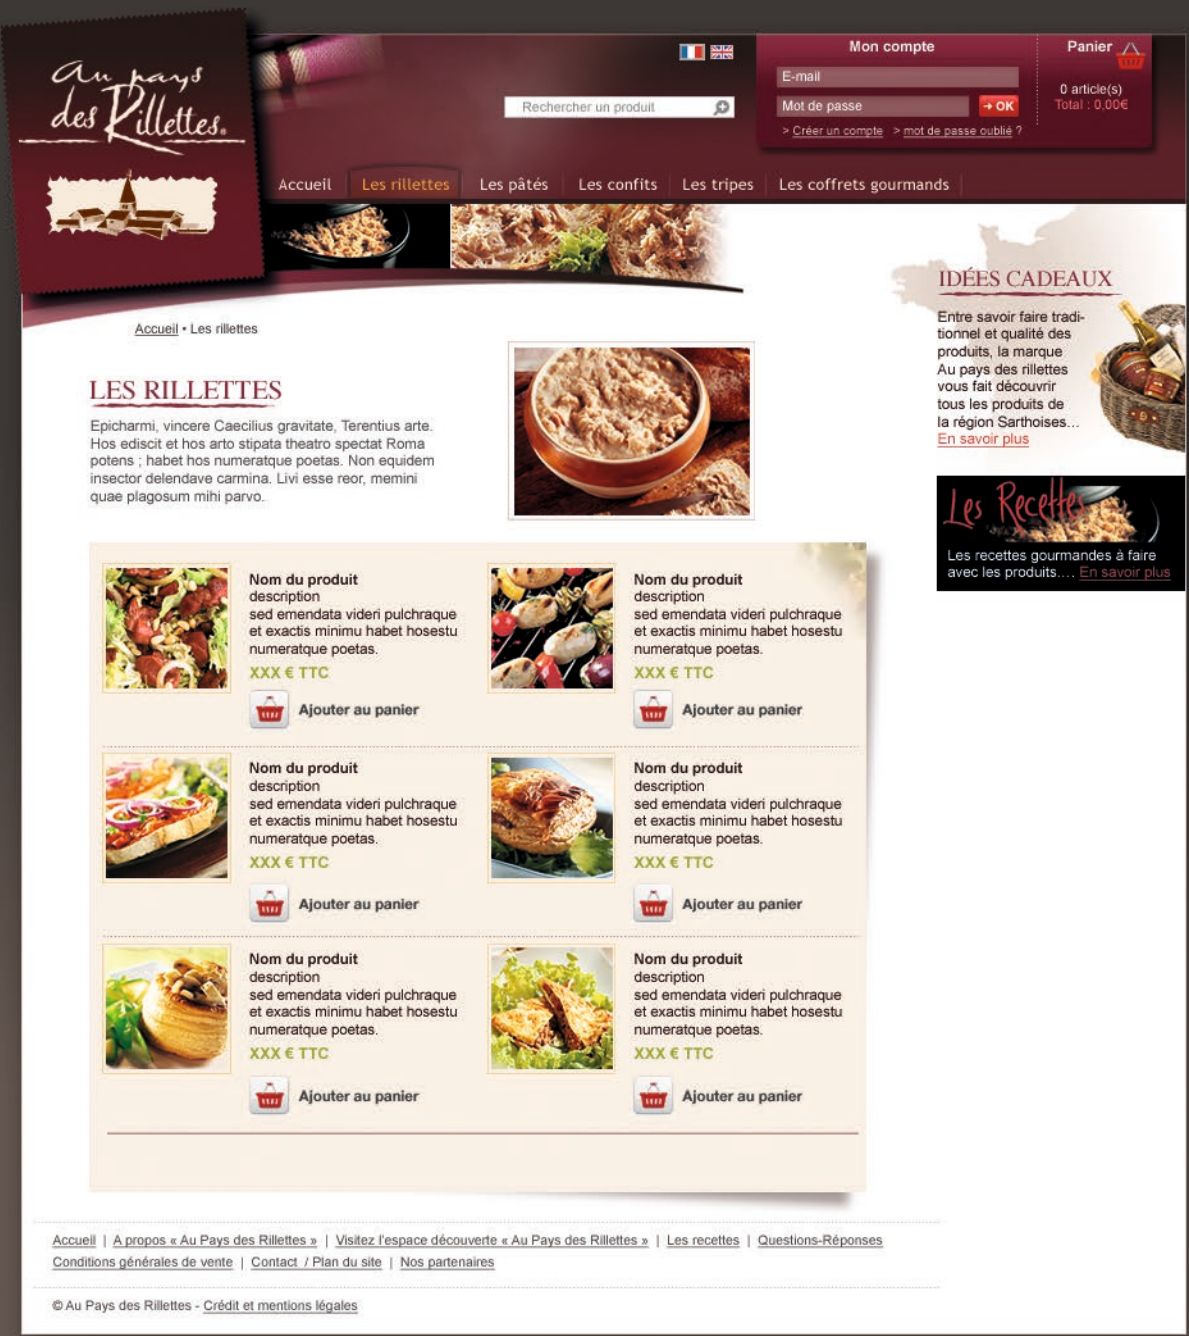 Au pays
des Rillettes®
Mon compte
Panier
E-mail
Rechercher un produit
Mot de passe
➔ OK
0 article(s)
Total : 0,00€
> Créer un compte > mot de passe oublié ?
Accueil
Les rillettes
Les pâtés
Les confits
Les tripes
Les coffrets gourmands
Accueil • Les rillettes
LES RILLETTES
Epicharmi, vincere Caecilius gravitate, Terentius arte.
Hos ediscit et hos arto stipata theatro spectat Roma
potens ; habet hos numeratque poetas. Non equidem
insector delendave carmina. Livi esse reor, memini
quae plagosum mihi parvo.
IDÉES CADEAUX
Entre savoir faire tradi-
tionnel et qualité des
produits, la marque
Au pays des rillettes
vous fait découvrir
tous les produits de
la région Sarthoises...
En savoir plus
Les Recettes
Les recettes gourmandes à faire
avec les produits.... En savoir plus
Nom du produit
description
sed emendata videri pulchraque
et exactis minimu habet hosestu
numeratque poetas.
XXX € TTC
Ajouter au panier
Nom du produit
description
sed emendata videri pulchraque
et exactis minimu habet hosestu
numeratque poetas.
XXX € TTC
Ajouter au panier
Nom du produit
description
sed emendata videri pulchraque
et exactis minimu habet hosestu
numeratque poetas.
XXX € TTC
Ajouter au panier
Nom du produit
description
sed emendata videri pulchraque
et exactis minimu habet hosestu
numeratque poetas.
XXX € TTC
Ajouter au panier
Nom du produit
description
sed emendata videri pulchraque
et exactis minimu habet hosestu
numeratque poetas.
XXX € TTC
Ajouter au panier
Nom du produit
description
sed emendata videri pulchraque
et exactis minimu habet hosestu
numeratque poetas.
XXX € TTC
Ajouter au panier
Accueil | A propos « Au Pays des Rillettes » | Visitez l'espace découverte « Au Pays des Rillettes » | Les recettes | Questions-Réponses
Conditions générales de vente | Contact / Plan du site | Nos partenaires
© Au Pays des Rillettes - Crédit et mentions légales